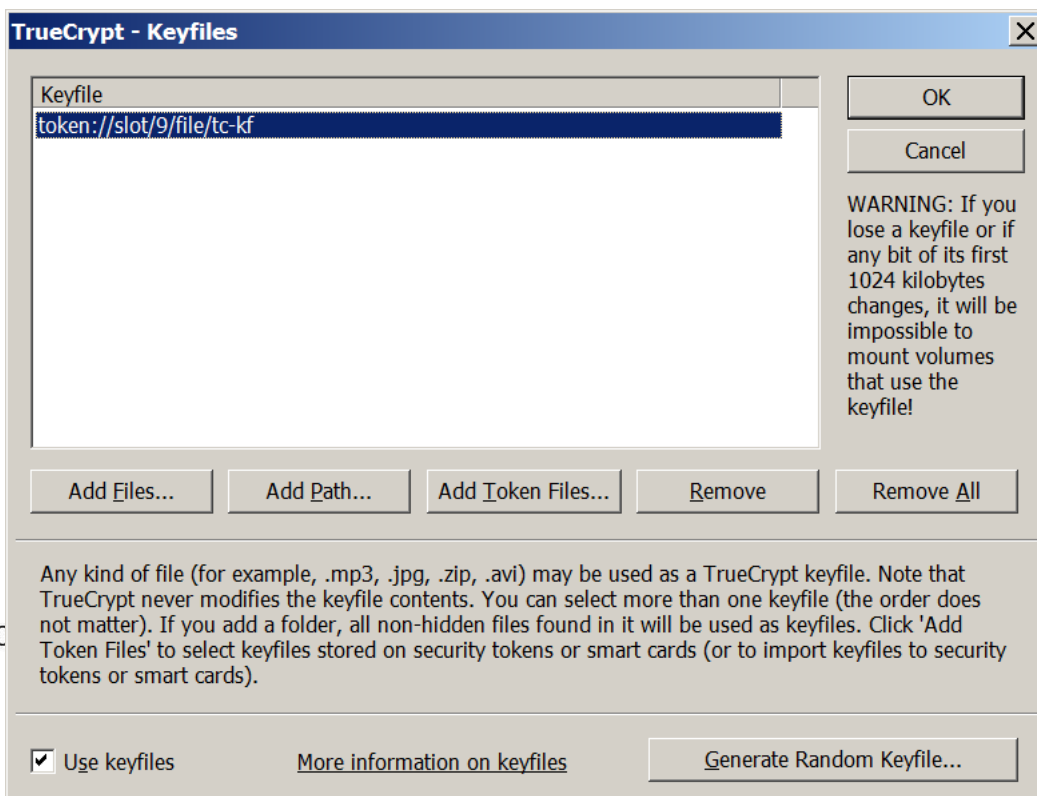 TrueCrypt - Keyfiles
Keyfile
token://slot/9/file/tc-kf
OK
Cancel
WARNING: If you
lose a keyfile or if
any bit of its first
1024 kilobytes
changes, it will be
impossible to
mount volumes
that use the
keyfile!
Add Files...
Add Path...
Add Token Files...
Remove
Remove All
Any kind of file (for example, .mp3, .jpg, .zip, .avi) may be used as a TrueCrypt keyfile. Note that
TrueCrypt never modifies the keyfile contents. You can select more than one keyfile (the order does
not matter). If you add a folder, all non-hidden files found in it will be used as keyfiles. Click 'Add
Token Files' to select keyfiles stored on security tokens or smart cards (or to import keyfiles to security
tokens or smart cards).
Use keyfiles
More information on keyfiles
Generate Random Keyfile...